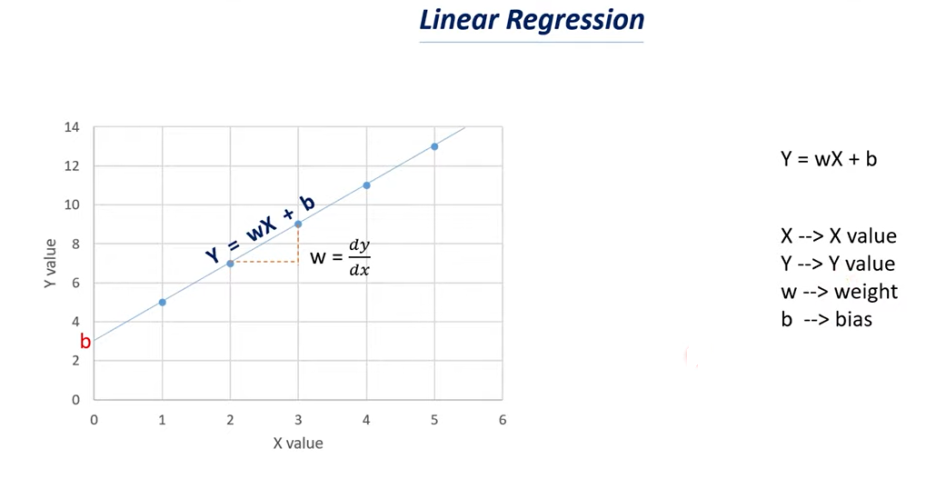 Linear Regression
14
12
10
8
6
4
2
0
Y value
b
Y = wX + b
w = dy/dx
0 1 2 3 4 5 6
X value
Y = wX + b
X --> X value
Y --> Y value
w --> weight
b --> bias